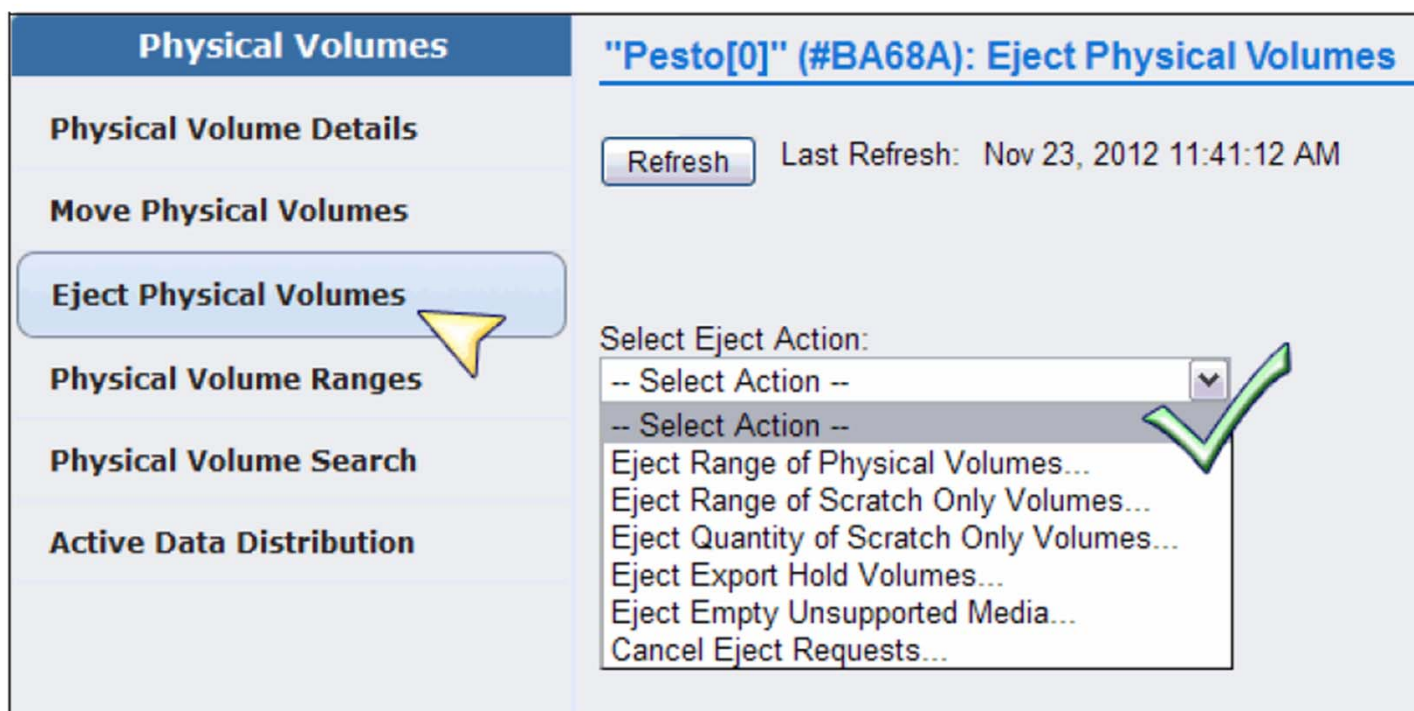 Physical Volumes
Physical Volume Details
Move Physical Volumes
Eject Physical Volumes
Physical Volume Ranges
Physical Volume Search
Active Data Distribution
"Pesto[0]" (#BA68A): Eject Physical Volumes
Refresh Last Refresh: Nov 23, 2012 11:41:12 AM
Select Eject Action:
-- Select Action --
-- Select Action --
Eject Range of Physical Volumes...
Eject Range of Scratch Only Volumes...
Eject Quantity of Scratch Only Volumes...
Eject Export Hold Volumes...
Eject Empty Unsupported Media...
Cancel Eject Requests...